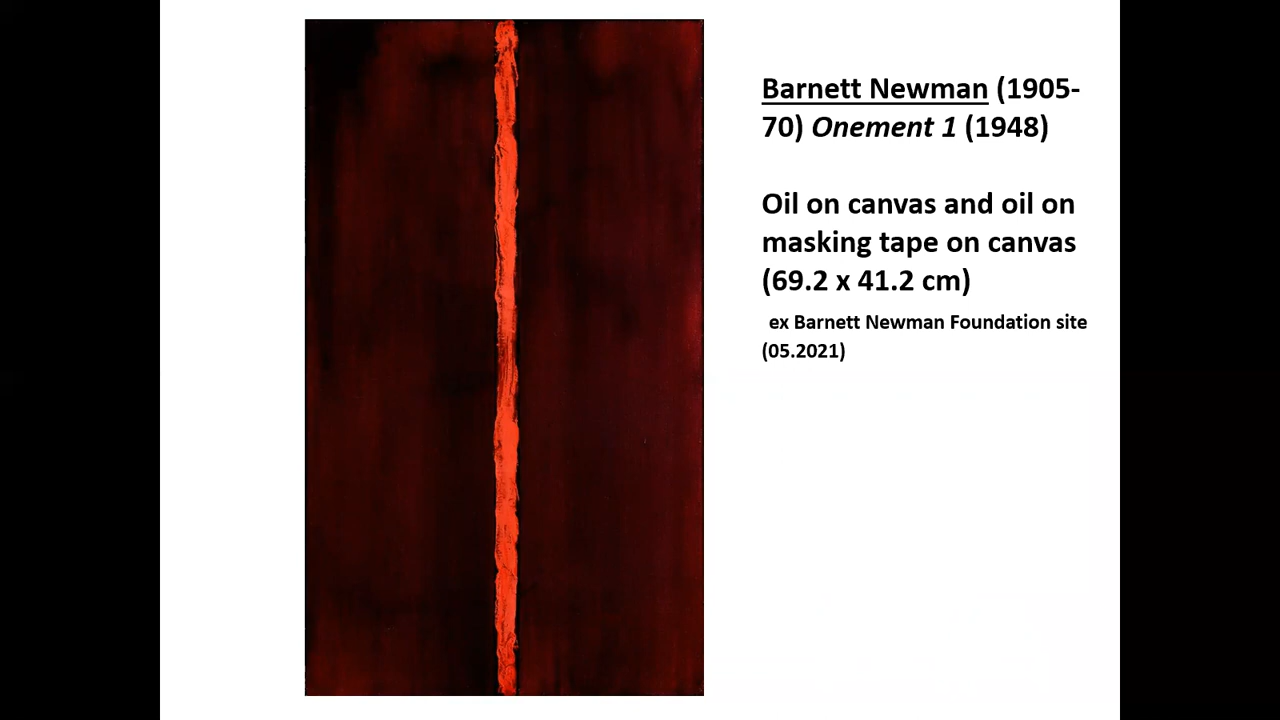 Barnett Newman (1905-
70) Onement 1 (1948)
Oil on canvas and oil on
masking tape on canvas
(69.2 x 41.2 cm)
ex Barnett Newman Foundation site
(05.2021)